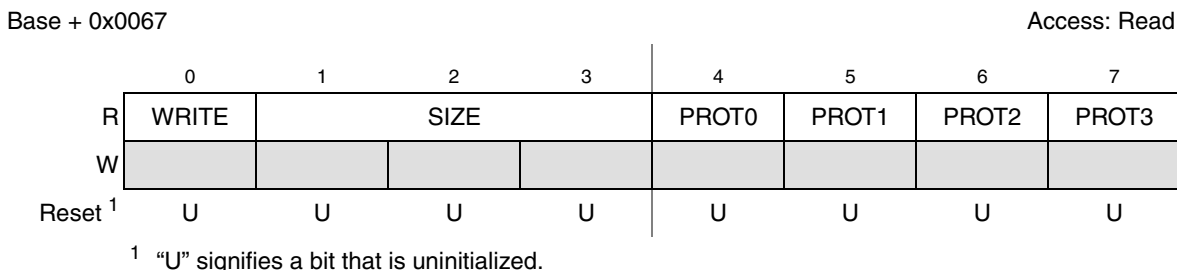 Base + 0x0067 Access: Read
0 1 2 3 4 5 6 7
R WRITE SIZE PROT0 PROT1 PROT2 PROT3
W
Reset 1 U U U U U U U U
1 “U” signifies a bit that is uninitialized.